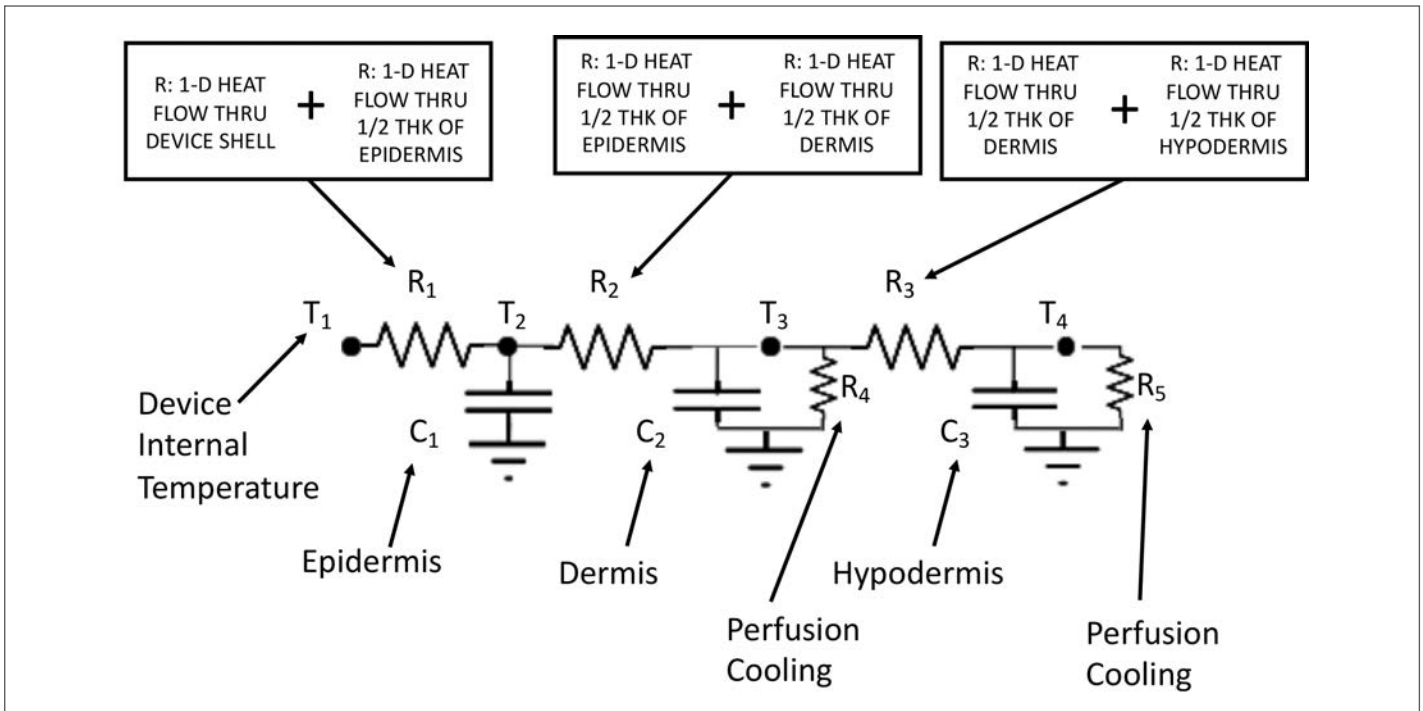 R: 1-D HEAT
FLOW THRU
DEVICE SHELL
+
R: 1-D HEAT
FLOW THRU
1/2 THK OF
EPIDERMIS
R: 1-D HEAT
FLOW THRU
1/2 THK OF
EPIDERMIS
+
R: 1-D HEAT
FLOW THRU
1/2 THK OF
DERMIS
R: 1-D HEAT
FLOW THRU
1/2 THK OF
DERMIS
+
R: 1-D HEAT
FLOW THRU
1/2 THK OF
HYPODERMIS
R₁
R₂
R₃
T₁
T₂
T₃
T₄
R₄
R₅
Device
Internal
Temperature
C₁
C₂
C₃
Epidermis
Dermis
Hypodermis
Perfusion
Cooling
Perfusion
Cooling